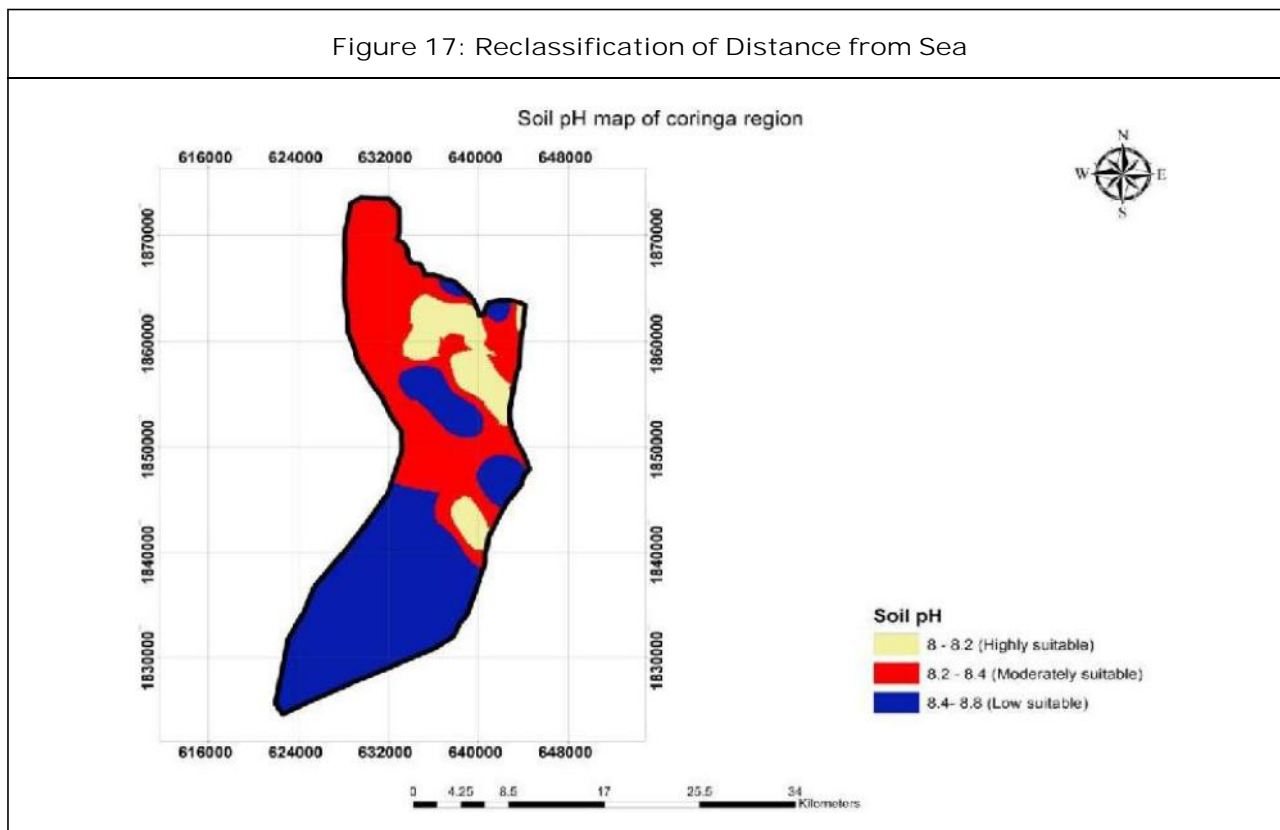 Figure 17: Reclassification of Distance from Sea
Soil pH map of coringa region
N
W E
S
616000 624000 632000 640000 648000
1870000 1870000
1860000 1860000
1850000 1850000
1840000 1840000
1830000 1830000
616000 624000 632000 640000 648000
Soil pH
8 - 8.2 (Highly suitable)
8.2 - 8.4 (Moderately suitable)
8.4- 8.8 (Low suitable)
0 4.25 8.5 17 25.5 34
Kilometers